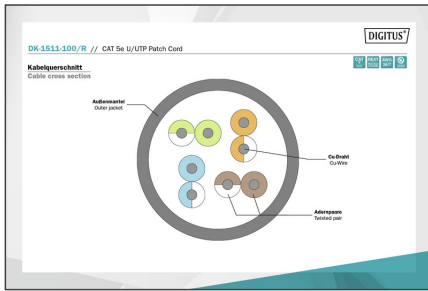 DIGITUS®
DK-1511-100/R // CAT 5e U/UTP Patch Cord
Kabelquerschnitt
Cable cross section
Außenmantel
Outer jacket
Cu-Draht
Cu-Wire
Adernpaare
Twisted pair